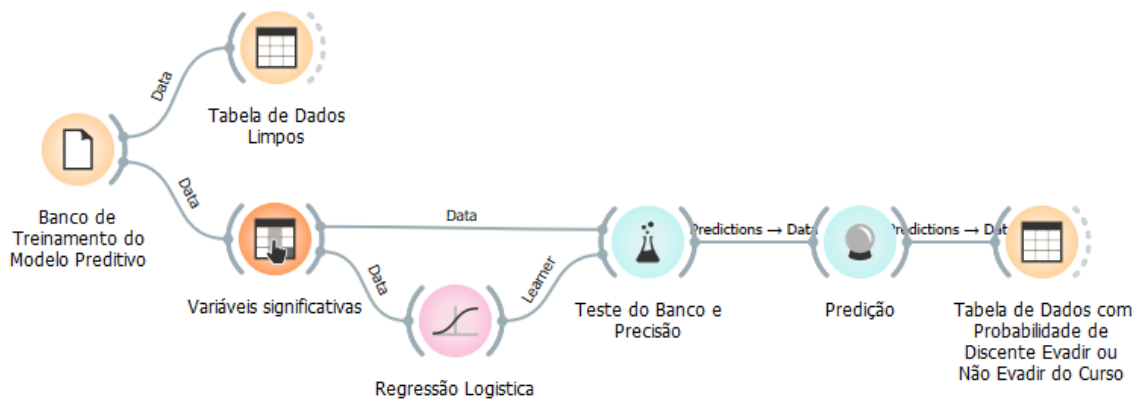 Data
Tabela de Dados
Limpos
Banco de
Treinamento do
Modelo Preditivo
Data
Variáveis significativas
Data
Data
Regressão Logistica
Learner
Teste do Banco e
Precisão
Predictions → Data
Predição
Predictions → Dat
Tabela de Dados com
Probabilidade de
Discente Evadir ou
Não Evadir do Curso